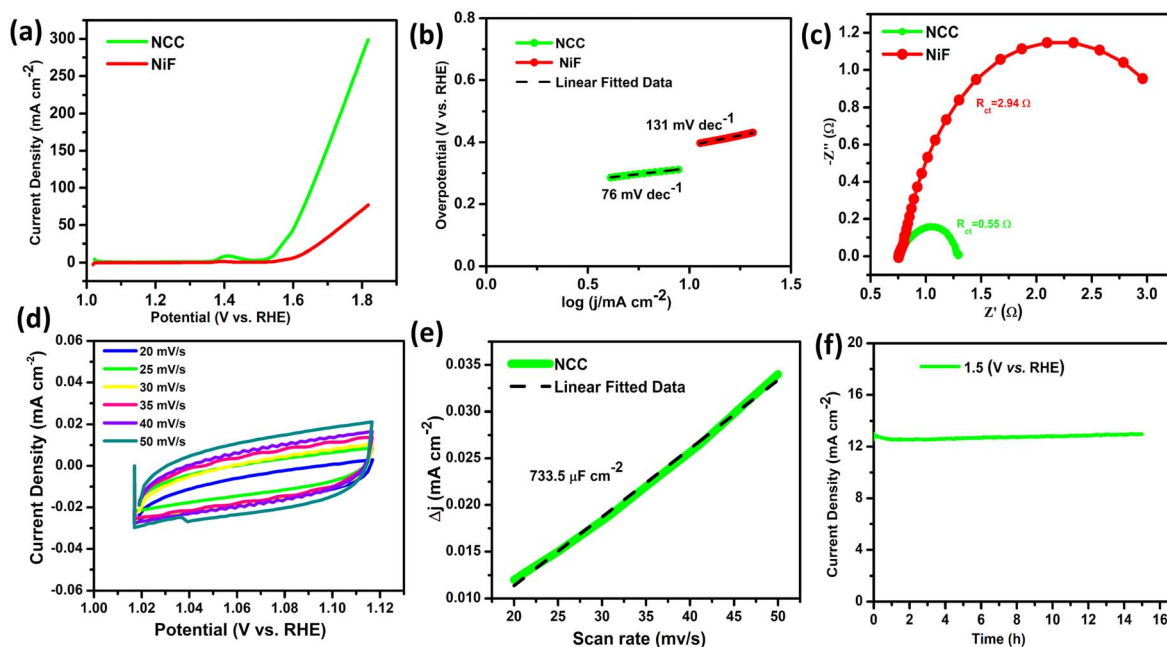 (a)
NCC
NiF
300
250
200
150
100
50
0
Current Density (mA cm-2)
1.0 1.2 1.4 1.6 1.8
Potential (V vs. RHE)
(b)
NCC
NiF
Linear Fitted Data
131 mV dec-1
76 mV dec-1
0.8
0.6
0.4
0.2
0.0
Overpotential (V vs. RHE)
0.0 0.5 1.0 1.5
log (j/mA cm-2)
(c)
NCC
NiF
Rct=2.94 Ω
Rct=0.55 Ω
1.2
1.0
0.8
0.6
0.4
0.2
0.0
-Z'' (Ω)
0.5 1.0 1.5 2.0 2.5 3.0
Z' (Ω)
(d)
20 mV/s
25 mV/s
30 mV/s
35 mV/s
40 mV/s
50 mV/s
0.06
0.04
0.02
0.00
-0.02
-0.04
-0.06
Current Density (mA cm-2)
1.00 1.02 1.04 1.06 1.08 1.10 1.12
Potential (V vs. RHE)
(e)
NCC
Linear Fitted Data
733.5 μF cm-2
0.035
0.030
0.025
0.020
0.015
0.010
Δj (mA cm-2)
20 25 30 35 40 45 50
Scan rate (mv/s)
(f)
1.5 (V vs. RHE)
20
16
12
8
4
0
Current Density (mA cm-2)
0 2 4 6 8 10 12 14 16
Time (h)